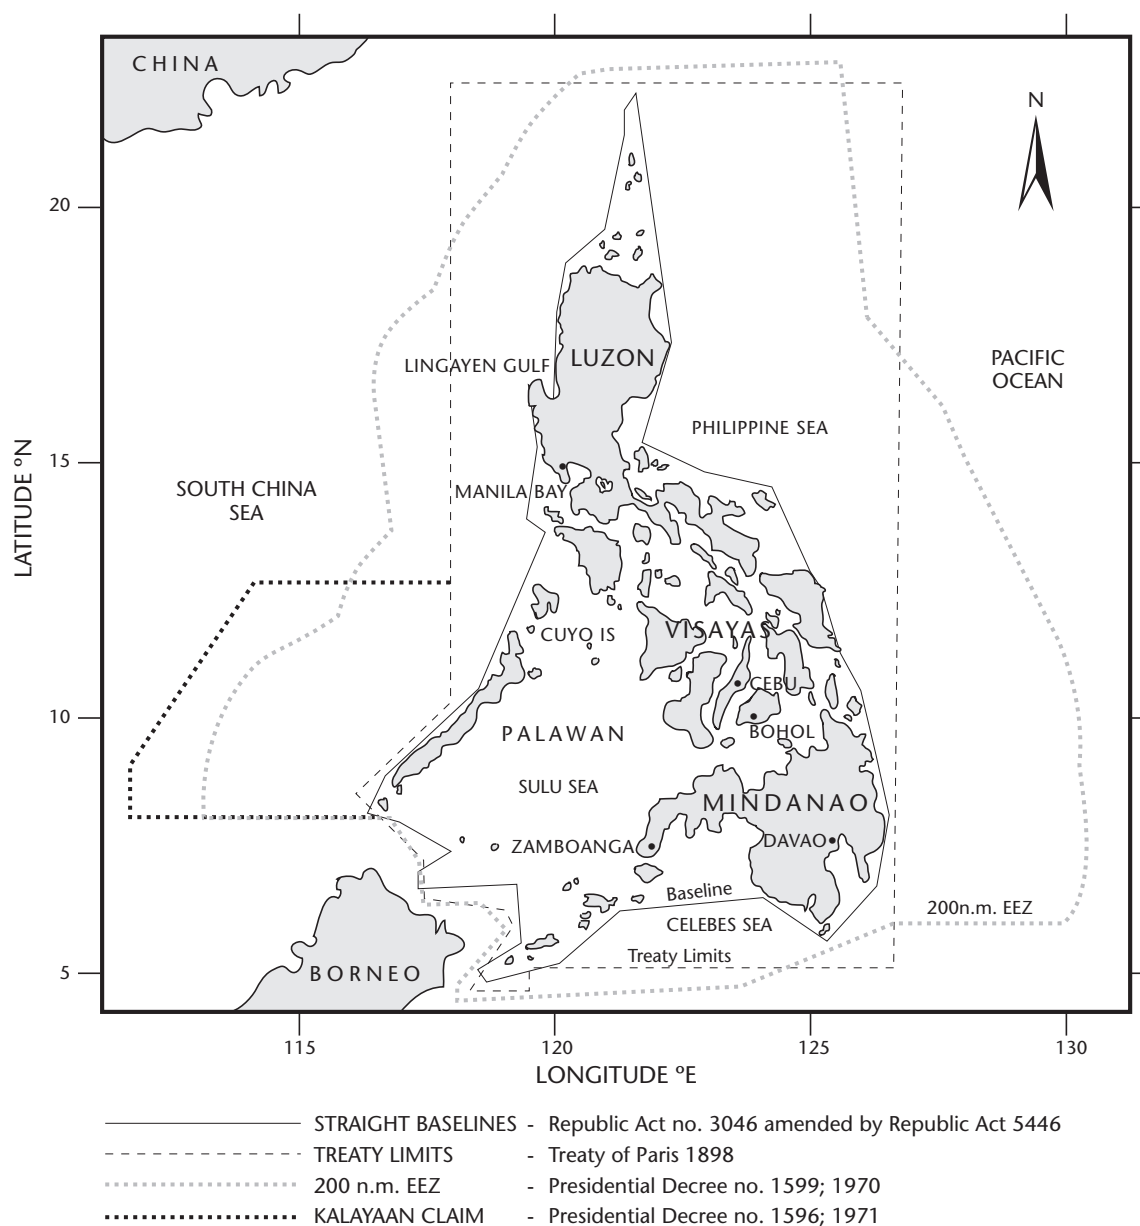 CHINA
N
20
LINGAYEN GULF
LUZON
PACIFIC
OCEAN
PHILIPPINE SEA
15
SOUTH CHINA
SEA
MANILA BAY
LATITUDE ºN
CUYO IS
VISAYAS
CEBU
10
PALAWAN
BOHOL
SULU SEA
MINDANAO
ZAMBOANGA
DAVAO
Baseline
200n.m. EEZ
CELEBES SEA
Treaty Limits
5
BORNEO
115
120
125
130
LONGITUDE ºE
STRAIGHT BASELINES - Republic Act no. 3046 amended by Republic Act 5446
TREATY LIMITS - Treaty of Paris 1898
200 n.m. EEZ - Presidential Decree no. 1599; 1970
KALAYAAN CLAIM - Presidential Decree no. 1596; 1971